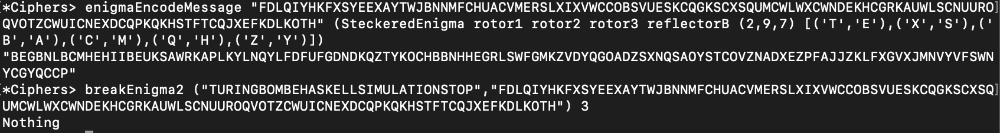 *Ciphers> enigmaEncodeMessage "FDLQIYHKFXSYEEXAYTWJBNNMFCHUACVMERSLXIXVWCCOBSVUESKCQGKSCXSQUMCWLWXCWNDEKHCGRKAUWLSCNUURO
QVOTZCWUICNEXDCQPKQKHSTFTCQJXEFKDLKOTH" (SteckeredEnigma rotor1 rotor2 rotor3 reflectorB (2,9,7) [('T','E'),('X','S'),('
B','A'),('C','M'),('Q','H'),('Z','Y')])
"BEGBNLBCMHEHIIBEUKSAWRKAPLKYLNQYLFDFUFGDNDKQZTYKOCHBBNHHEGRLSWFGMKZVDYQGOADZSXNQSAOYSTCOVZNADXEZPFAJJZKLFXGVXJMNVYVFSWN
YCGYQCCP"
*Ciphers> breakEnigma2 ("TURINGBOMBEHASKELLSIMULATIONSTOP","FDLQIYHKFXSYEEXAYTWJBNNMFCHUACVMERSLXIXVWCCOBSVUESKCQGKSCXSQ
UMCWLWXCWNDEKHCGRKAUWLSCNUUROQVOTZCWUICNEXDCQPKQKHSTFTCQJXEFKDLKOTH") 3
Nothing